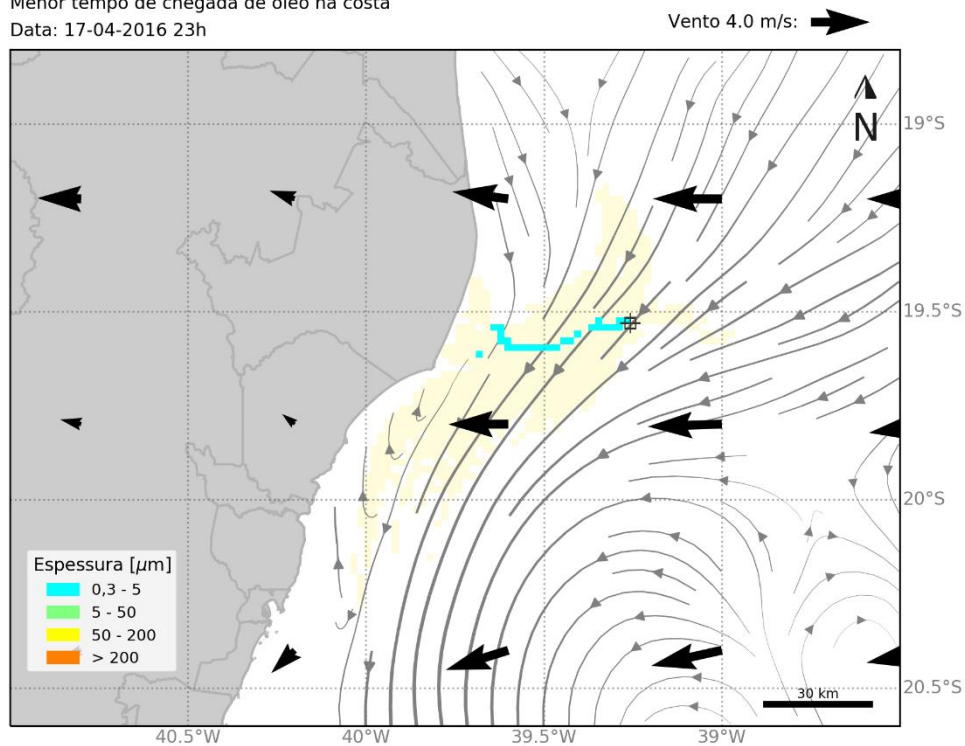 Menor tempo de chegada de óleo na costa
Data: 17-04-2016 23h
Vento 4.0 m/s:
N
19°S
19.5°S
20°S
20.5°S
Espessura [μm]
0,3 - 5
5 - 50
50 - 200
> 200
30 km
40.5°W
40°W
39.5°W
39°W